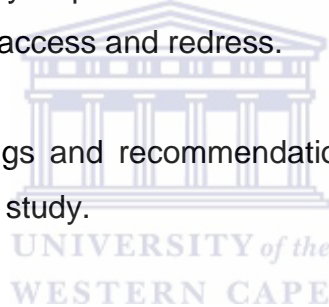 access and redress.
gs and recommendatio
study.
UNIVERSITY of the
WESTERN CAPE